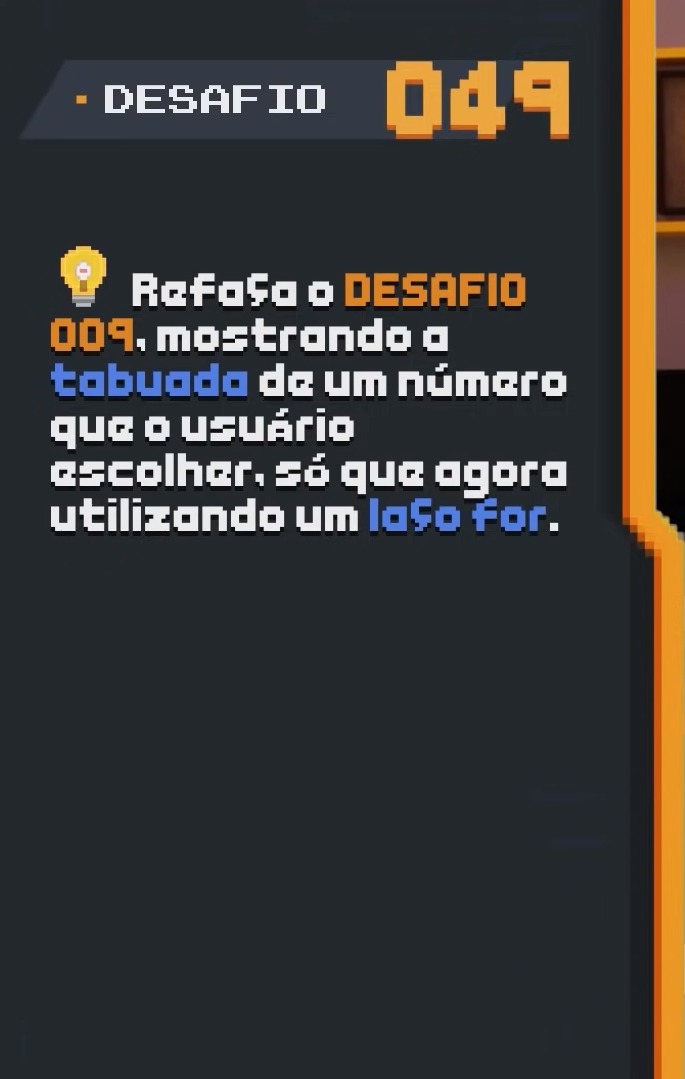 DESAFIO 049
Refaça o DESAFIO
009, mostrando a
tabuada de um número
que o usuário
escolher, só que agora
utilizando um laço for.